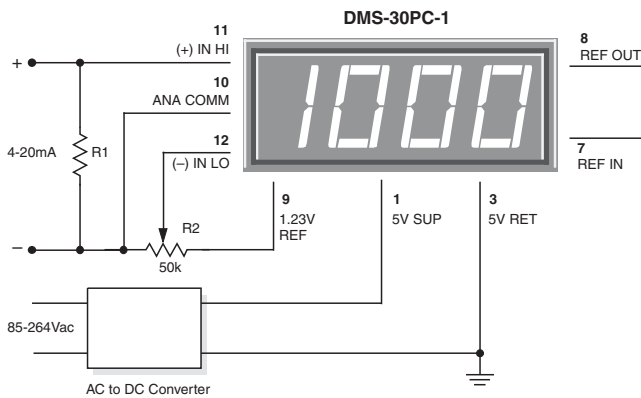 DMS-30PC-1
11
(+) IN HI
8
REF OUT
+
10
ANA COMM
1000
4-20mA
R1
12
(–) IN LO
7
REF IN
–
R2
50k
9
1.23V
REF
1
5V SUP
3
5V RET
85-264Vac
AC to DC Converter